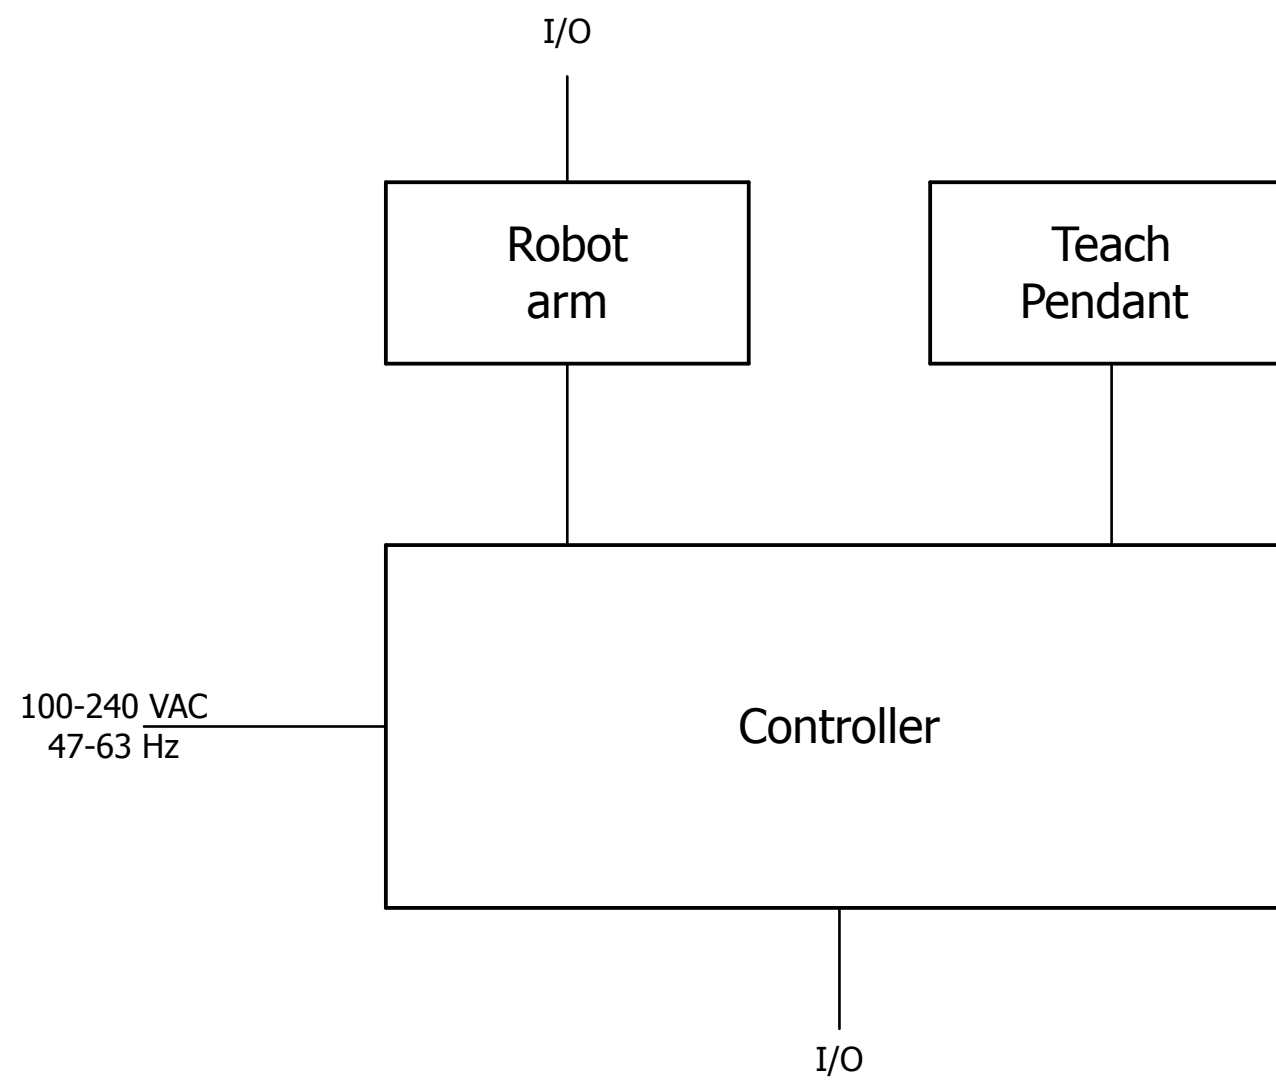 I/O
Robot
arm
Teach
Pendant
100-240 VAC
47-63 Hz
Controller
I/O